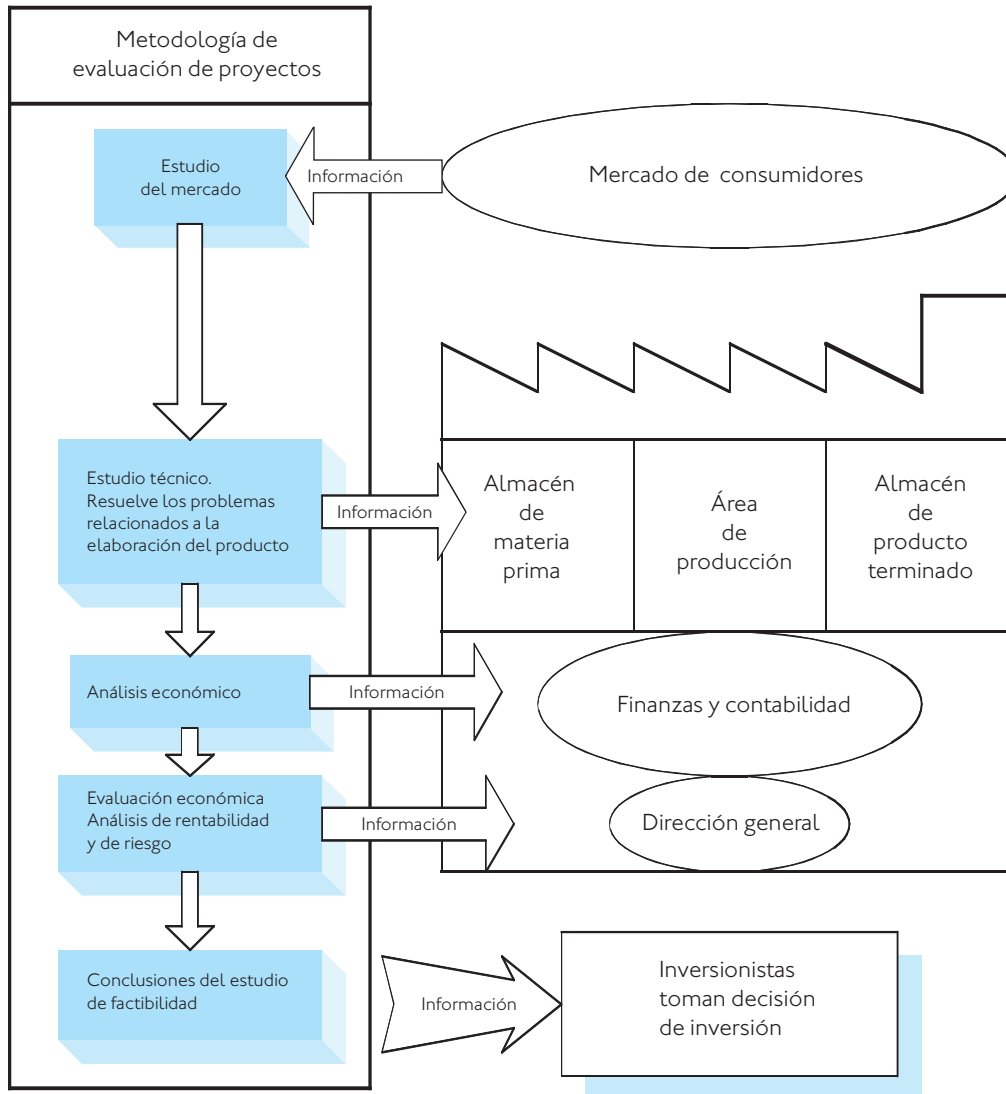 Metodología de
evaluación de proyectos
Estudio
del mercado
Información
Mercado de consumidores
Estudio técnico.
Resuelve los problemas
relacionados a la
elaboración del producto
Información
Almacén
de
materia
prima
Área
de
producción
Almacén
de
producto
terminado
Análisis económico
Información
Finanzas y contabilidad
Evaluación económica
Análisis de rentabilidad
y de riesgo
Información
Dirección general
Conclusiones del estudio
de factibilidad
Información
Inversionistas
toman decisión
de inversión